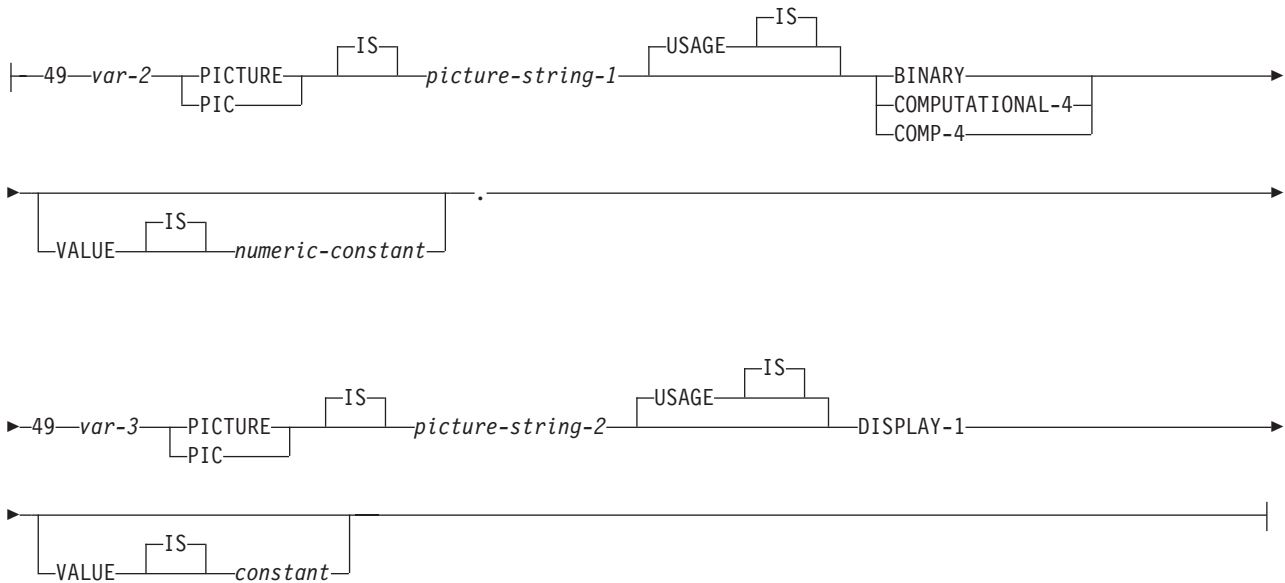 IS IS
IS USAGE
49 var-2 PICTURE picture-string-1 BINARY
PIC COMPUTATIONAL-4
COMP-4
.
IS
VALUE numeric-constant
IS
IS USAGE
49 var-3 PICTURE picture-string-2 DISPLAY-1
PIC
IS
VALUE constant